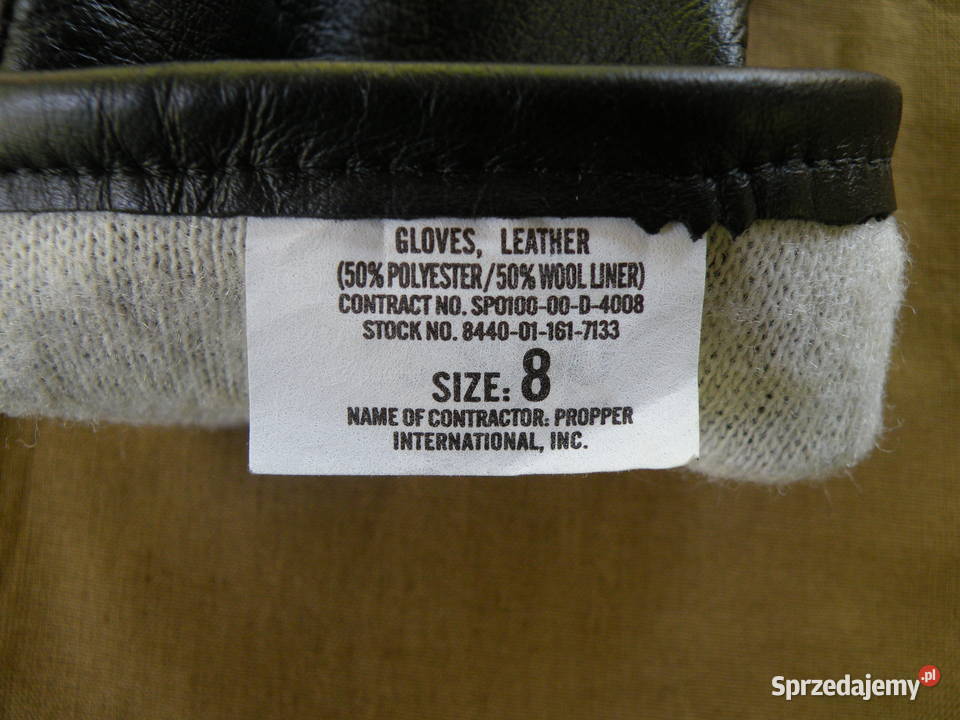 GLOVES, LEATHER
(50% POLYESTER/50% WOOL LINER)
CONTRACT NO. SP0100-00-D-4008
STOCK NO. 8440-01-161-7133
SIZE: 8
NAME OF CONTRACTOR: PROPPER
INTERNATIONAL, INC.
Sprzedajemy.pl